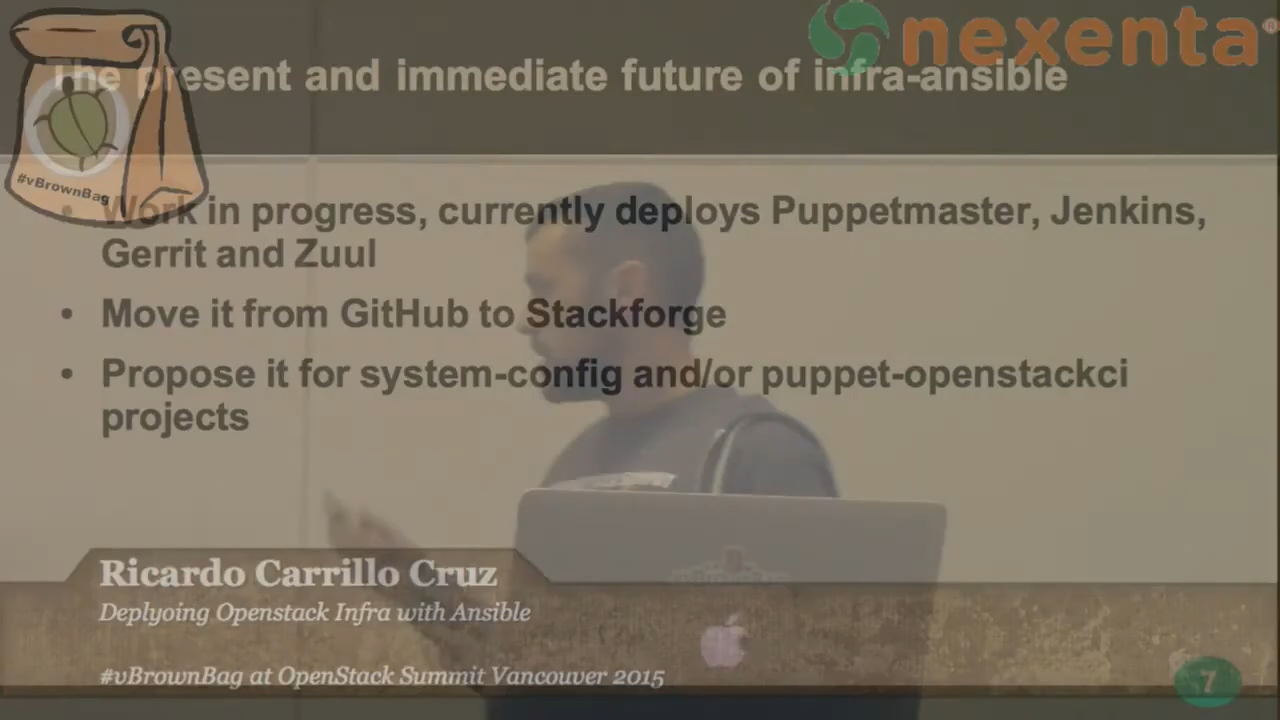 nexenta
The present and immediate future of infra-ansible
#vBrownBag
• Work in progress, currently deploys Puppetmaster, Jenkins,
Gerrit and Zuul
• Move it from GitHub to Stackforge
• Propose it for system-config and/or puppet-openstackci
projects
Ricardo Carrillo Cruz
Deplyoing Openstack Infra with Ansible
#vBrownBag at OpenStack Summit Vancouver 2015
7